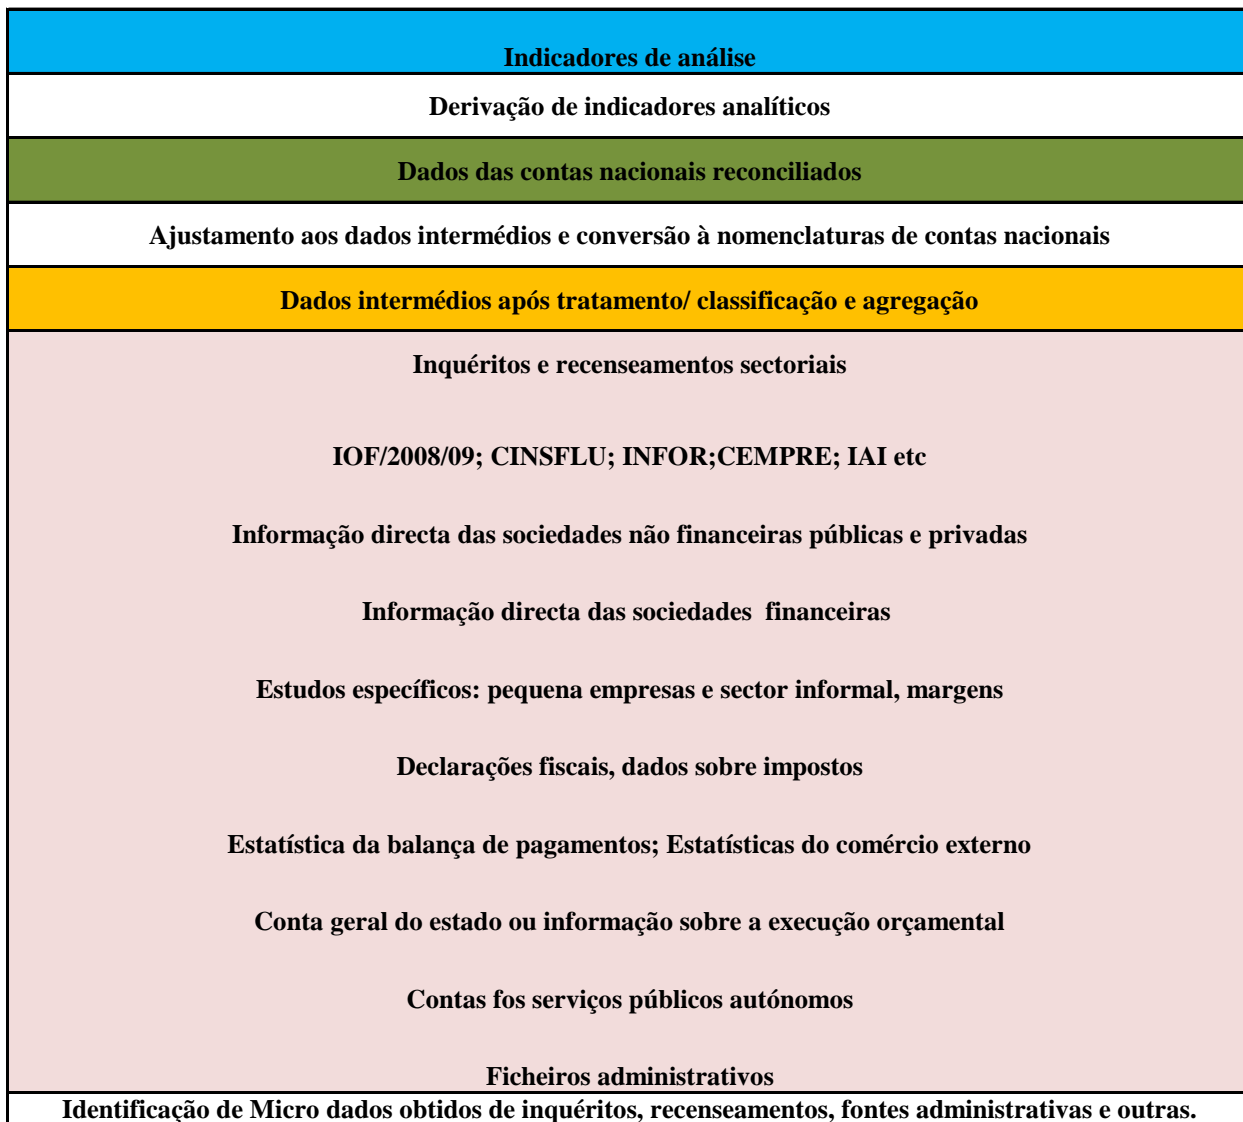 Indicadores de análise
Derivação de indicadores analíticos
Dados das contas nacionais reconciliados
Ajustamento aos dados intermédios e conversão à nomenclaturas de contas nacionais
Dados intermédios após tratamento/ classificação e agregação
Inquéritos e recenseamentos sectoriais
IOF/2008/09; CINSFLU; INFOR;CEMPRE; IAI etc
Informação directa das sociedades não financeiras públicas e privadas
Informação directa das sociedades  financeiras
Estudos específicos: pequena empresas e sector informal, margens
Declarações fiscais, dados sobre impostos
Estatística da balança de pagamentos; Estatísticas do comércio externo
Conta geral do estado ou informação sobre a execução orçamental
Contas fos serviços públicos autónomos
Ficheiros administrativos
Identificação de Micro dados obtidos de inquéritos, recenseamentos, fontes administrativas e outras.